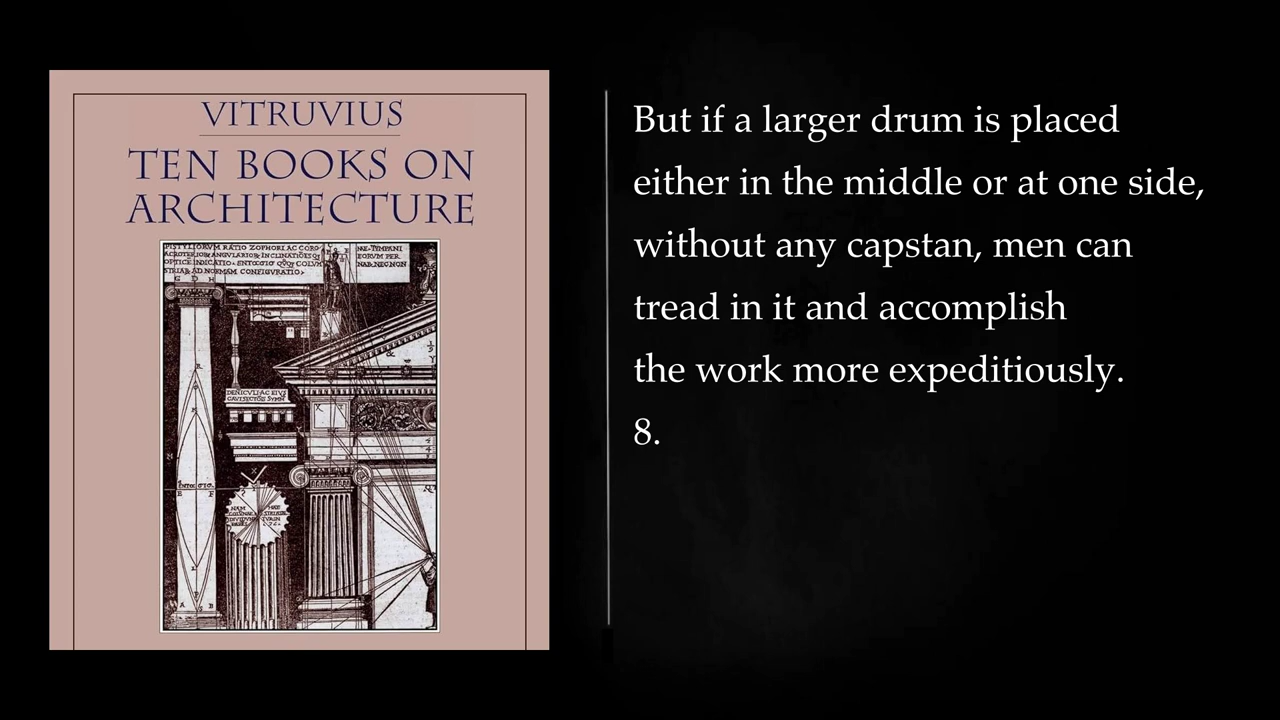 VITRUVIUS
TEN BOOKS ON
ARCHITECTURE
But if a larger drum is placed
either in the middle or at one side,
without any capstan, men can
tread in it and accomplish
the work more expeditiously.
8.